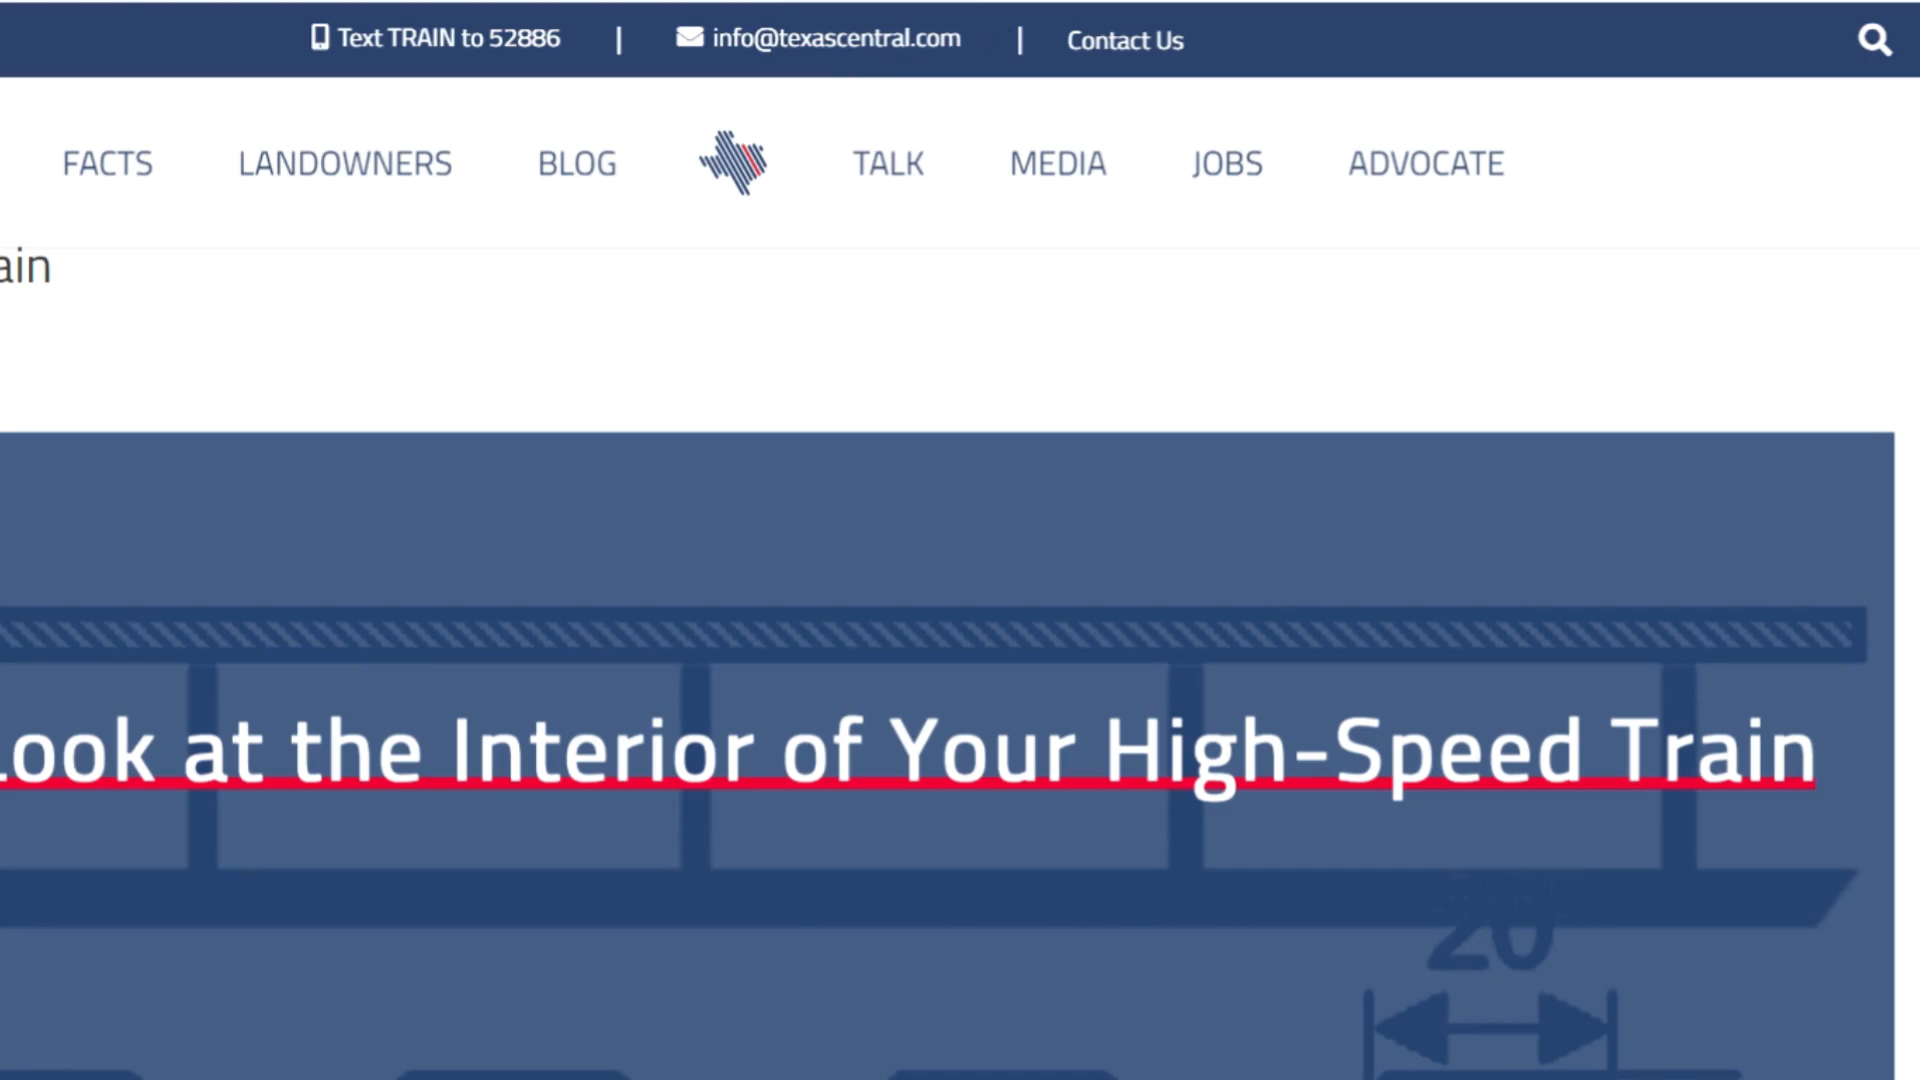 Text TRAIN to 52886 | info@texascentral.com | Contact Us
FACTS LANDOWNERS BLOG TALK MEDIA JOBS ADVOCATE
ain
ook at the Interior of Your High-Speed Train
20